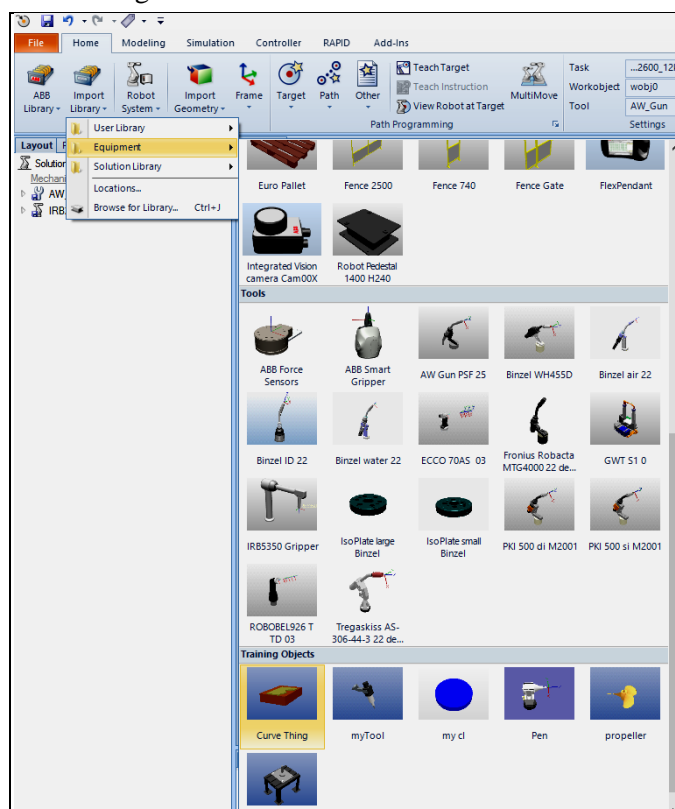 File Home Modeling Simulation Controller RAPID Add-Ins
ABB Library Import Library Robot System Import Geometry Frame Target Path Other
Teach Target
Teach Instruction
View Robot at Target
MultiMove
Task ...2600_12
Workobject wobj0
Tool AW_Gun
Path Programming Settings
User Library
Equipment
Solution Library
Locations...
Browse for Library... Ctrl+J
Layout
Solution
Mechani
AW
IRB
Euro Pallet Fence 2500 Fence 740 Fence Gate FlexPendant
Integrated Vision Robot Pedestal
camera Cam00X 1400 H240
Tools
ABB Force ABB Smart AW Gun PSF 25 Binzel WH455D Binzel air 22
Sensors Gripper
Binzel ID 22 Binzel water 22 ECCO 70AS 03 Fronius Robacta GWT S1 0
MTG4000 22 de...
IRB5350 Gripper IsoPlate large IsoPlate small PKI 500 di M2001 PKI 500 si M2001
Binzel Binzel
ROBOBEL926 T Tregaskiss AS-
TD 03 306-44-3 22 de...
Training Objects
Curve Thing myTool my cl Pen propeller